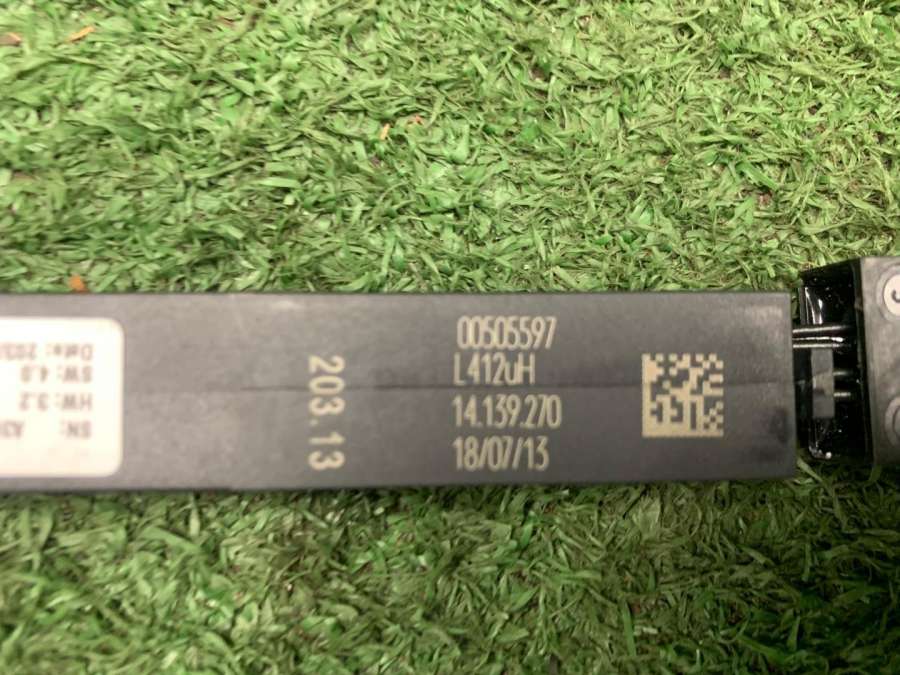 00505597
L412uH
14.139.270
18/07/13
203.13
SN:
HW: 3.2
SW: 4.0